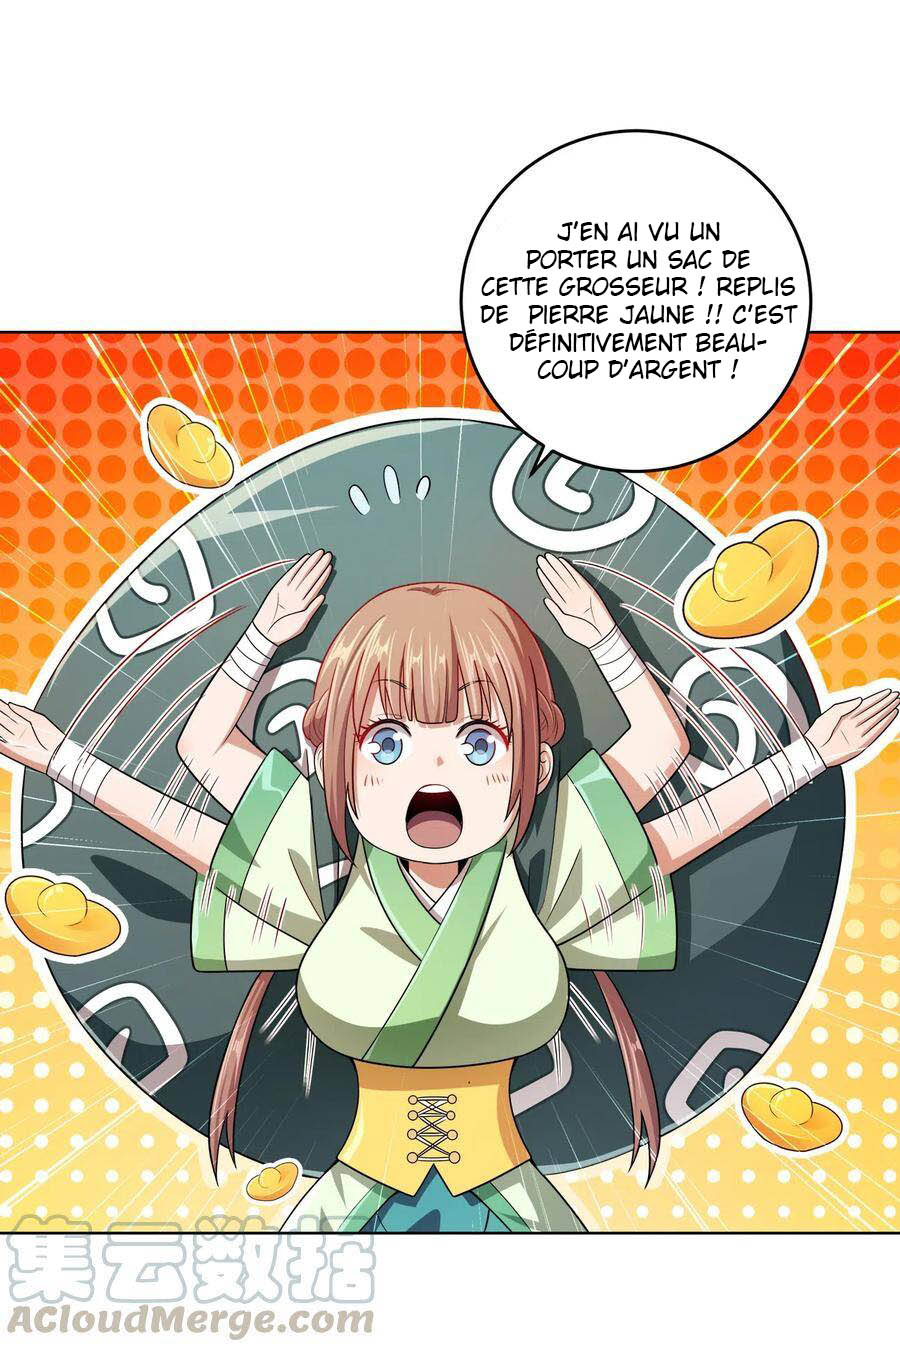 J'EN AI VU UN
PORTER UN SAC DE
CETTE GROSSEUR ! REPLIS
DE PIERRE JAUNE !! C'EST
DÉFINITIVEMENT BEAU-
COUP D'ARGENT !
集云数据
ACloudMerge.com